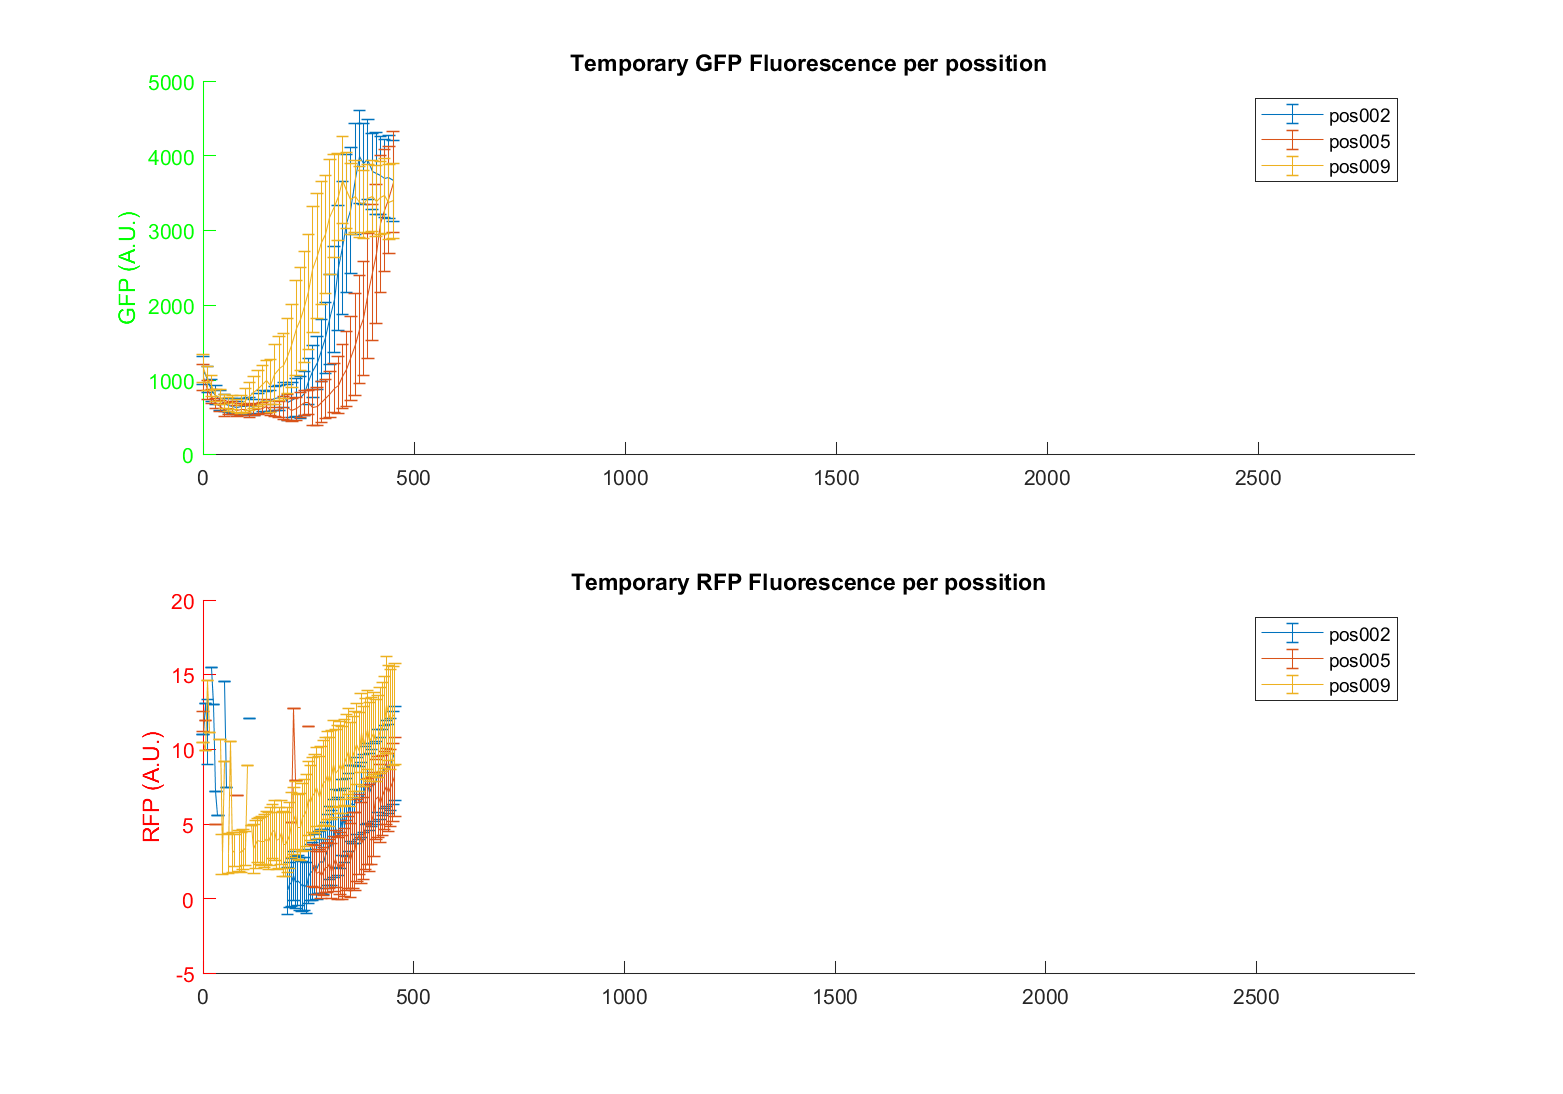 Temporary GFP Fluorescence per possition
GFP (A.U.)
5000
4000
3000
2000
1000
0
0 500 1000 1500 2000 2500
pos002
pos005
pos009
Temporary RFP Fluorescence per possition
RFP (A.U.)
20
15
10
5
0
-5
0 500 1000 1500 2000 2500
pos002
pos005
pos009